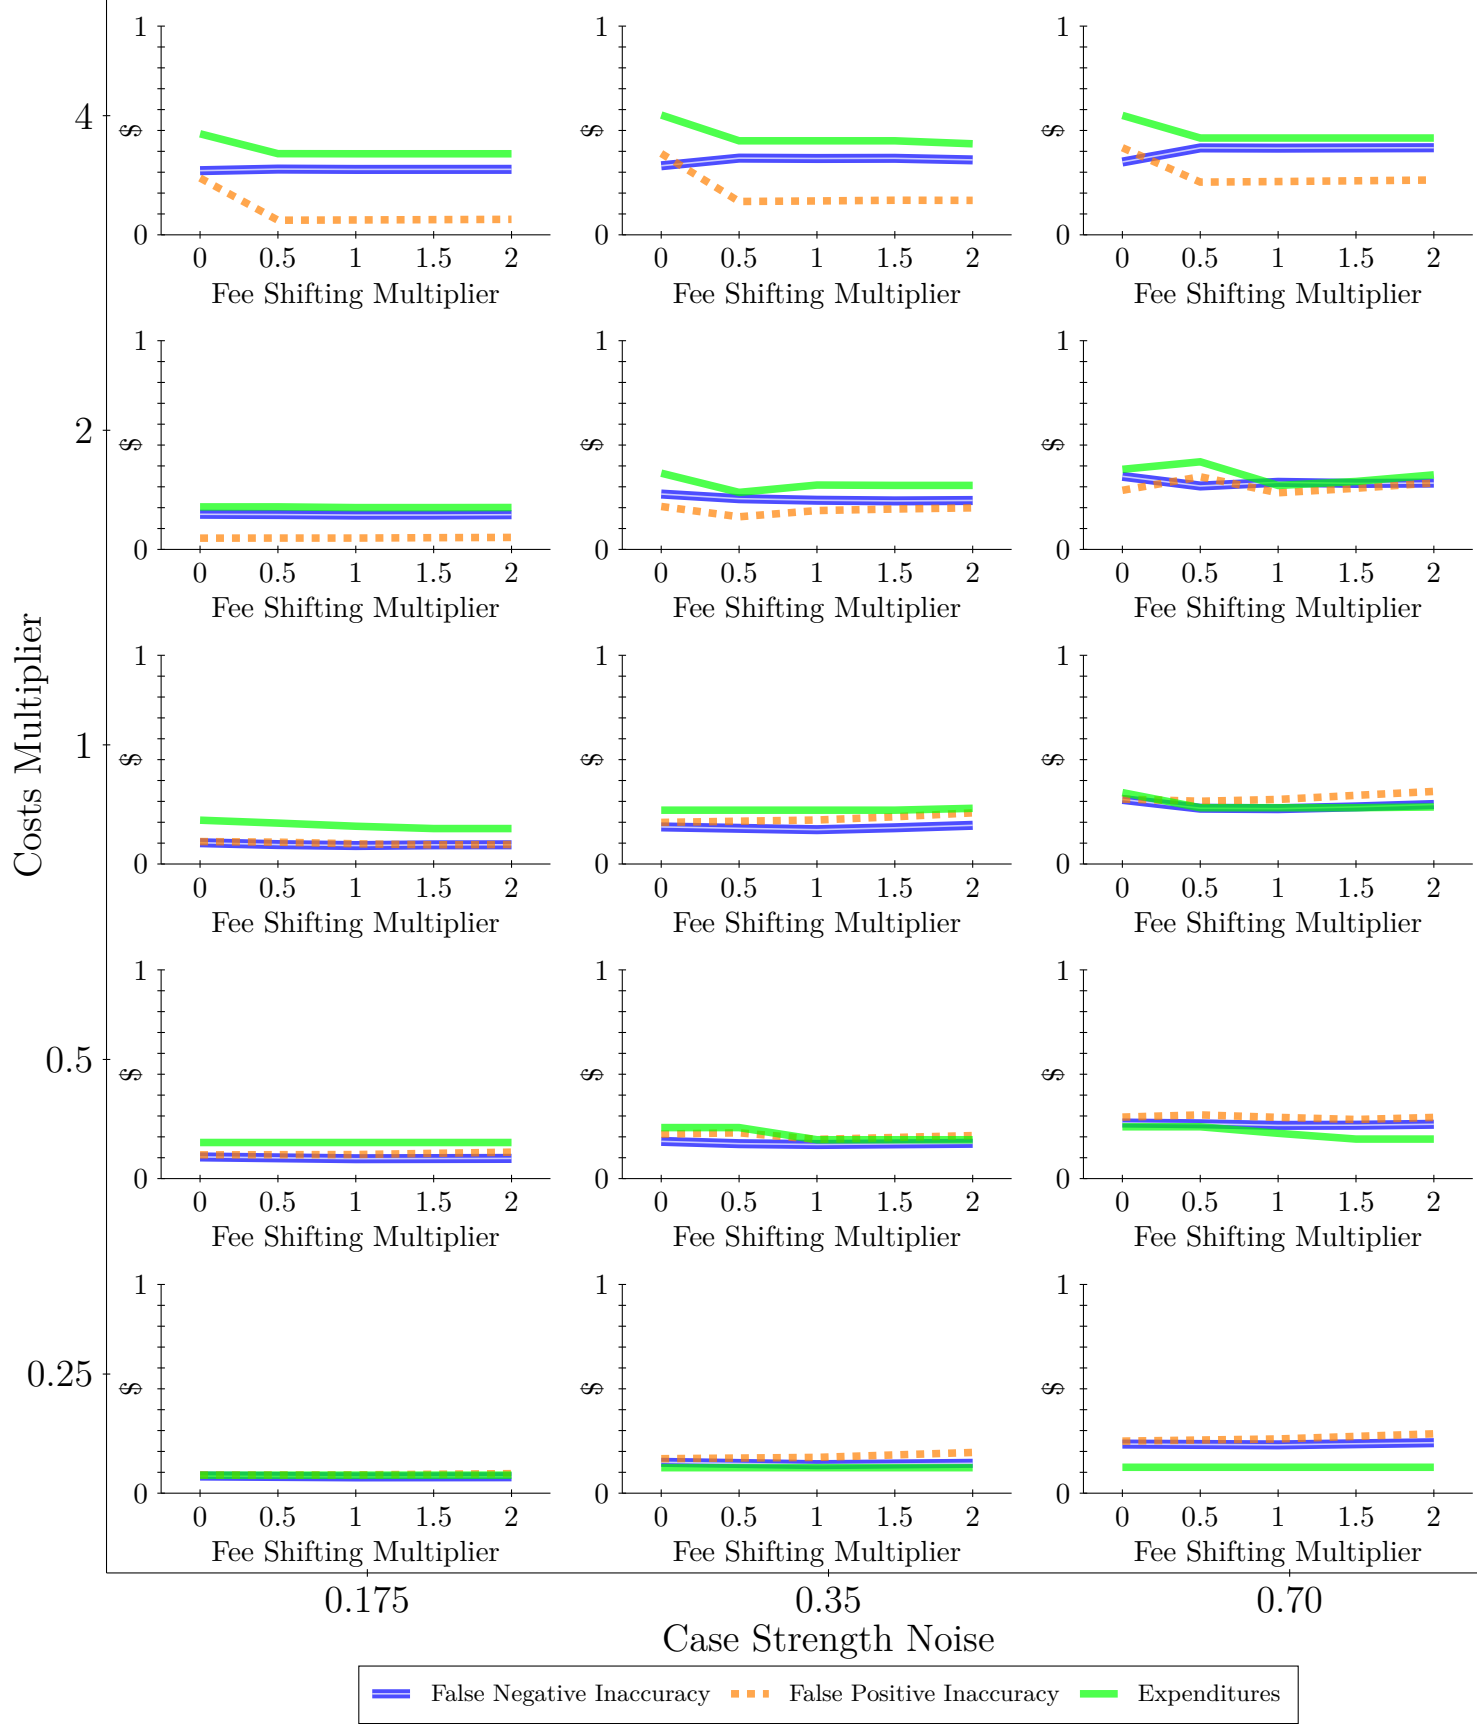 1 1 1
4 $ $ $
0 0 0
0 0.5 1 1.5 2 0 0.5 1 1.5 2 0 0.5 1 1.5 2
Fee Shifting Multiplier Fee Shifting Multiplier Fee Shifting Multiplier
1 1 1
2 $ $ $
0 0 0
0 0.5 1 1.5 2 0 0.5 1 1.5 2 0 0.5 1 1.5 2
Fee Shifting Multiplier Fee Shifting Multiplier Fee Shifting Multiplier
Costs Multiplier
1 1 1
1 $ $ $
0 0 0
0 0.5 1 1.5 2 0 0.5 1 1.5 2 0 0.5 1 1.5 2
Fee Shifting Multiplier Fee Shifting Multiplier Fee Shifting Multiplier
1 1 1
0.5 $ $ $
0 0 0
0 0.5 1 1.5 2 0 0.5 1 1.5 2 0 0.5 1 1.5 2
Fee Shifting Multiplier Fee Shifting Multiplier Fee Shifting Multiplier
1 1 1
0.25 $ $ $
0 0 0
0 0.5 1 1.5 2 0 0.5 1 1.5 2 0 0.5 1 1.5 2
Fee Shifting Multiplier Fee Shifting Multiplier Fee Shifting Multiplier
0.175 0.35 0.70
Case Strength Noise
False Negative Inaccuracy False Positive Inaccuracy Expenditures